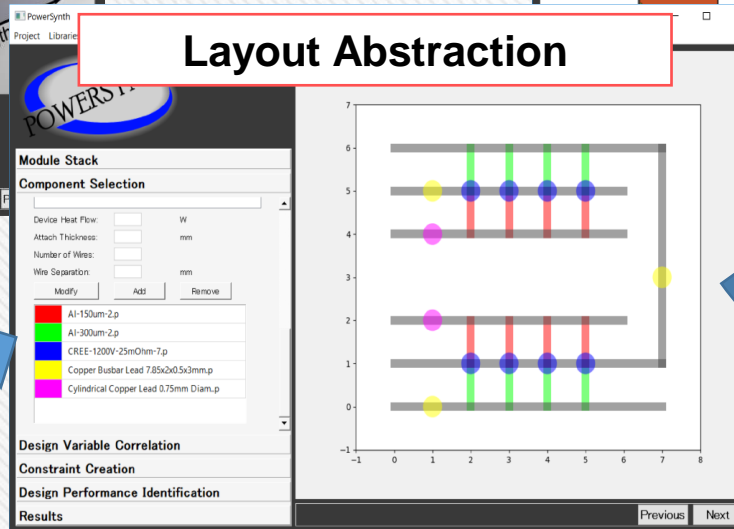 PowerSynth
Project Libraries
Layout Abstraction
POWERSY
Module Stack
Component Selection
Device Heat Flow: W
Attach Thickness: mm
Number of Wires:
Wire Separation: mm
Modify Add Remove
Al-150um-2.p
Al-300um-2.p
CREE-1200V-25mOhm-7.p
Copper Busbar Lead 7.85x2x0.5x3mm.p
Cylindrical Copper Lead 0.75mm Diam..p
Design Variable Correlation
Constraint Creation
Design Performance Identification
Results
7
6
5
4
3
2
1
0
−1
−1 0 1 2 3 4 5 6 7 8
Previous Next